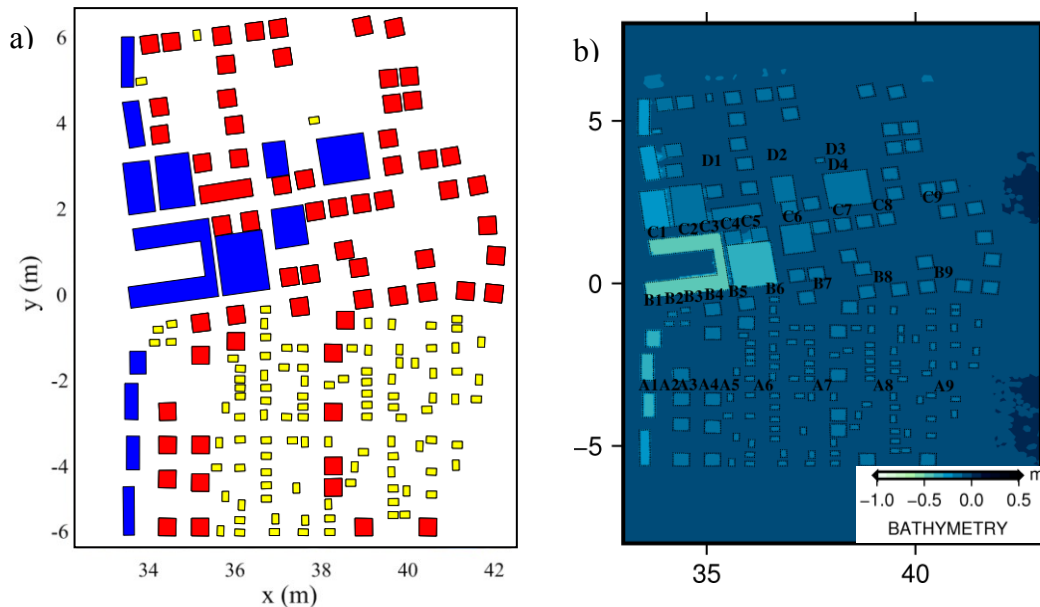 a)
6
4
2
0
-2
-4
-6
y (m)
34 36 38 40 42
x (m)
b)
5
0
−5
35 40
D1 D2 D3
D4
C1 C2 C3 C4 C5 C6 C7 C8 C9
B1 B2 B3 B4 B5 B6 B7 B8 B9
A1 A2 A3 A4 A5 A6 A7 A8 A9
m
−1.0 −0.5 0.0 0.5
BATHYMETRY